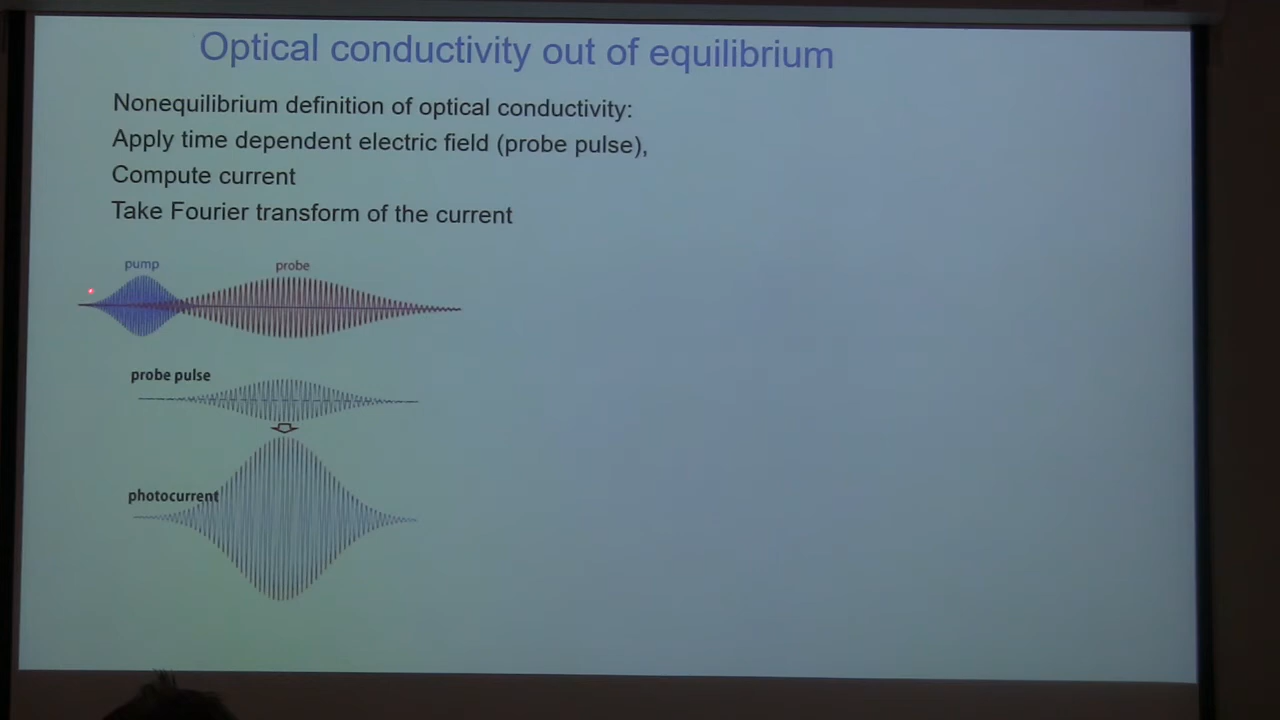 Optical conductivity out of equilibrium
Nonequilibrium definition of optical conductivity:
Apply time dependent electric field (probe pulse),
Compute current
Take Fourier transform of the current
pump
probe
probe pulse
photocurrent